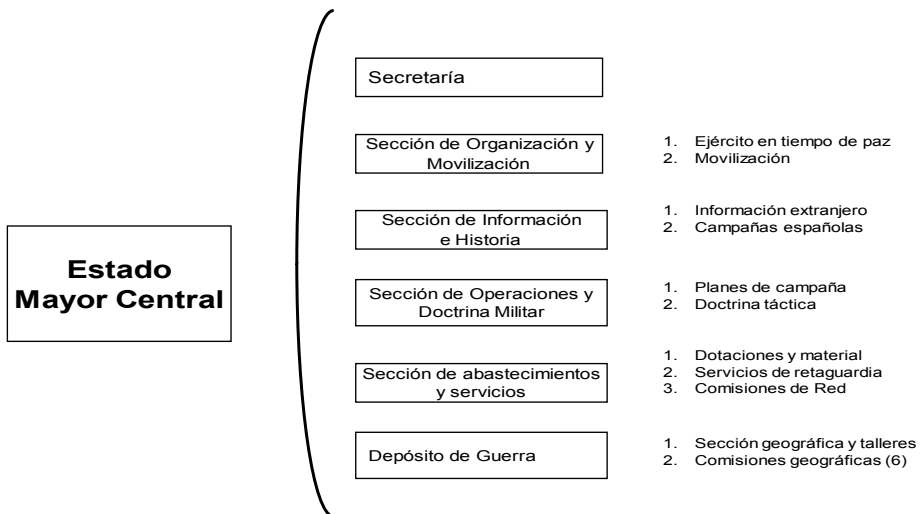 Estado
Mayor Central
Secretaría
Sección de Organización y
Movilización
1. Ejército en tiempo de paz
2. Movilización
Sección de Información
e Historia
1. Información extranjero
2. Campañas españolas
Sección de Operaciones y
Doctrina Militar
1. Planes de campaña
2. Doctrina táctica
Sección de abastecimientos
y servicios
1. Dotaciones y material
2. Servicios de retaguardia
3. Comisiones de Red
Depósito de Guerra
1. Sección geográfica y talleres
2. Comisiones geográficas (6)